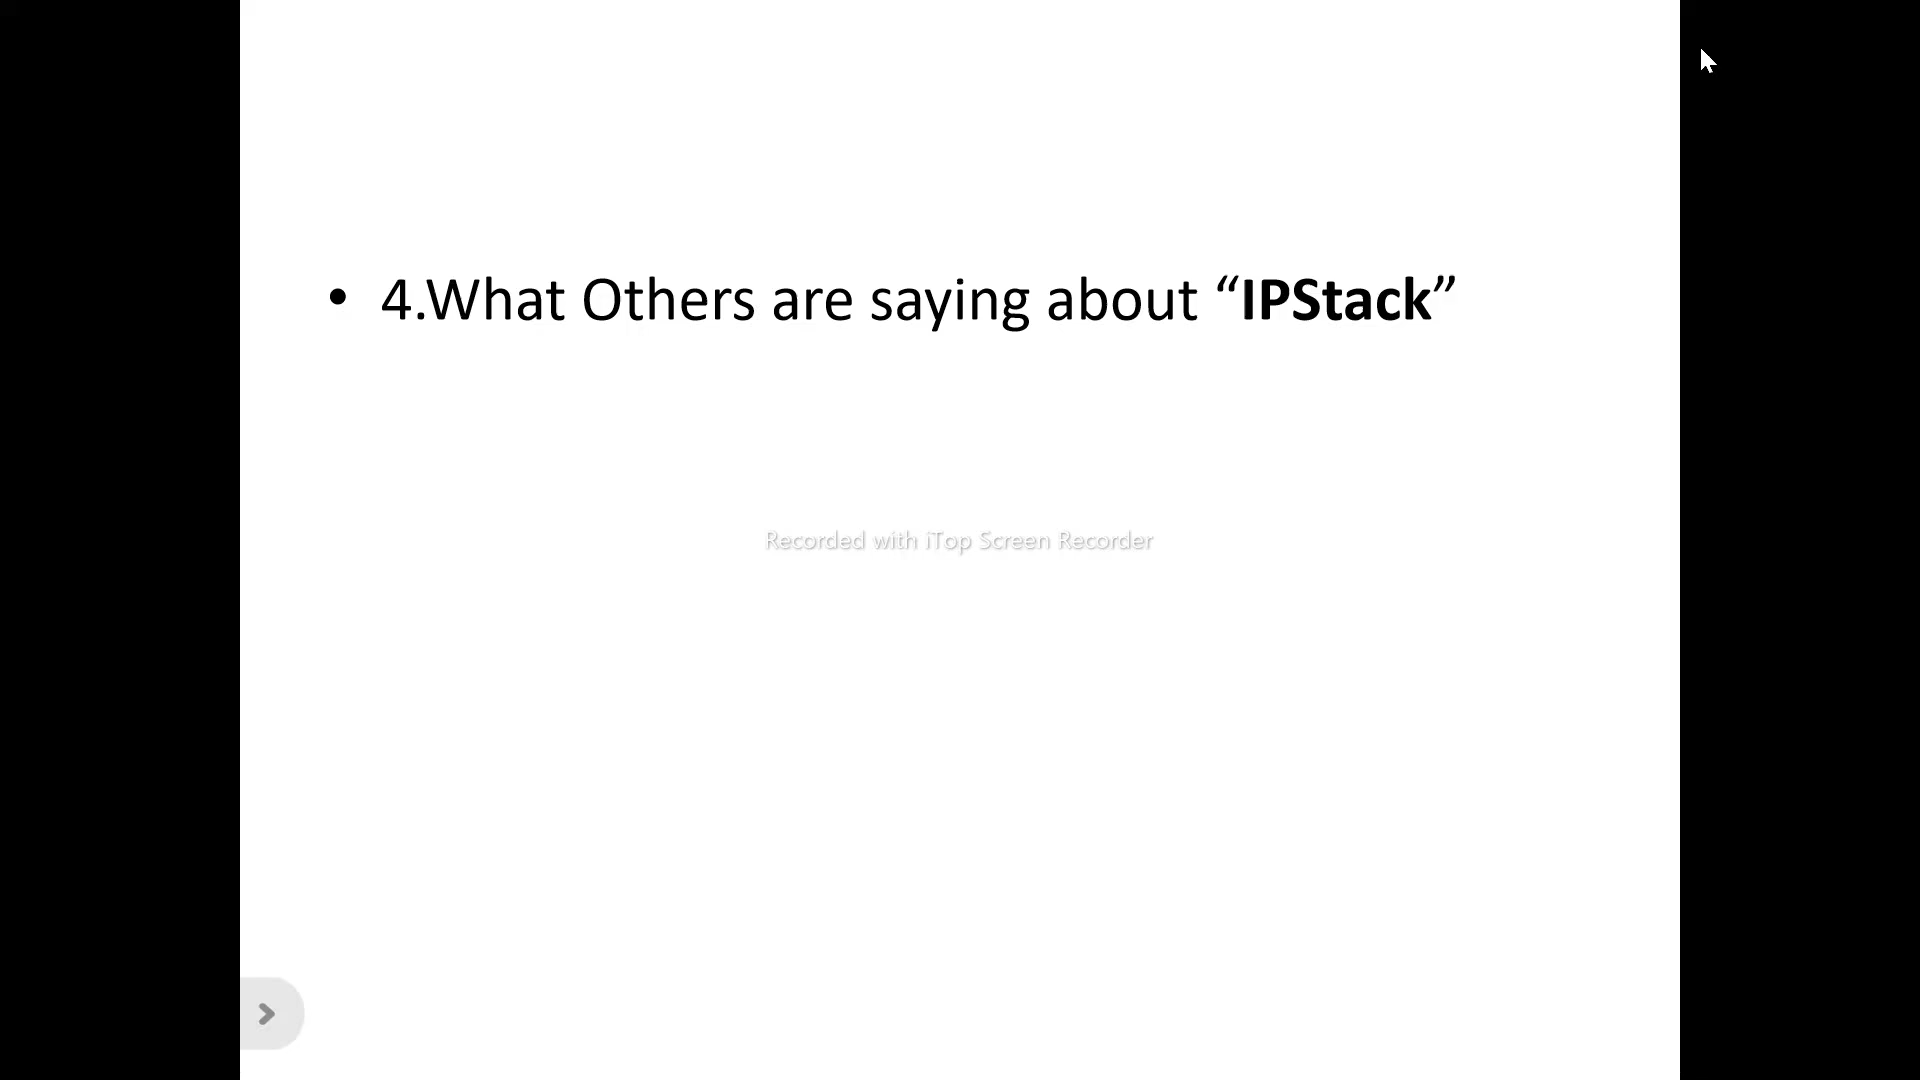 • 4.What Others are saying about “IPStack”
Recorded with iTop Screen Recorder